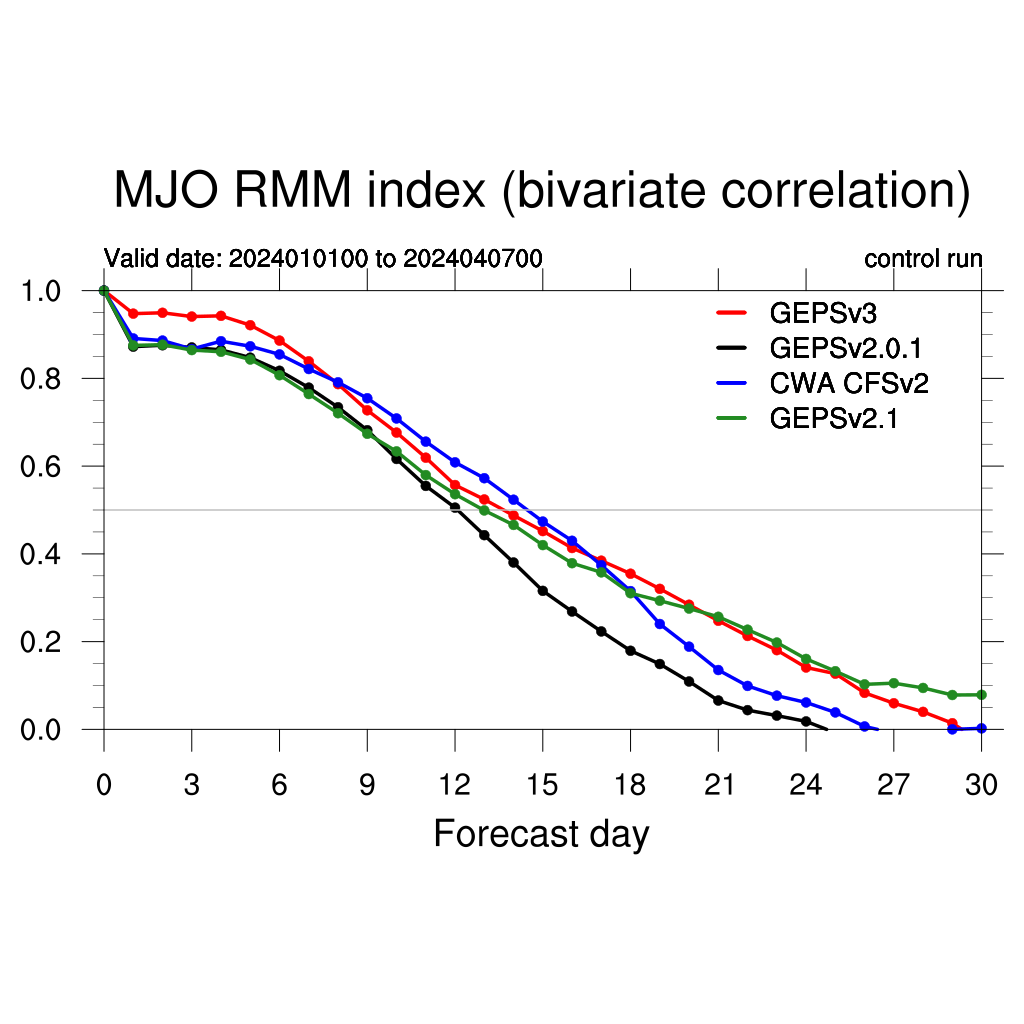 MJO RMM index (bivariate correlation)
Valid date: 2024010100 to 2024040700 control run
1.0
0.8
0.6
0.4
0.2
0.0
GEPSv3
GEPSv2.0.1
CWA CFSv2
GEPSv2.1
0 3 6 9 12 15 18 21 24 27 30
Forecast day